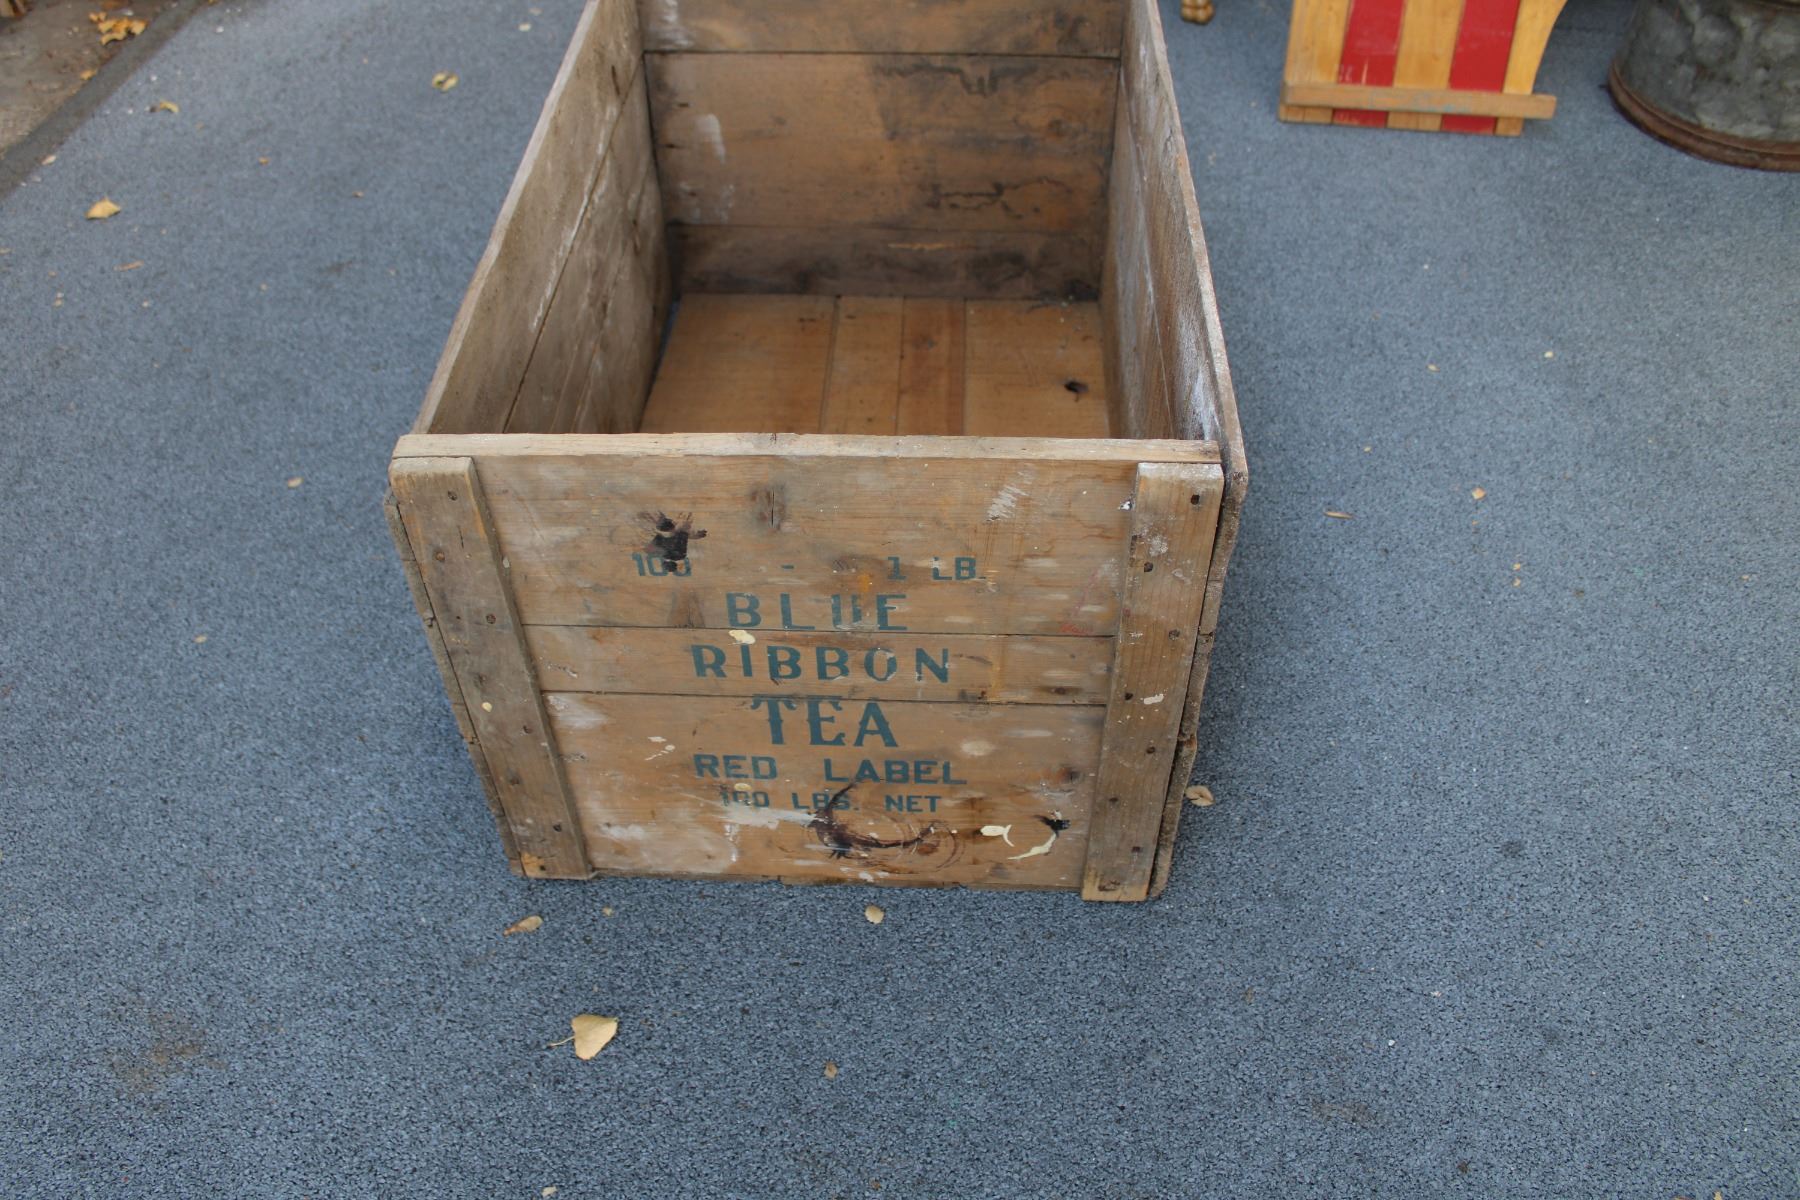 100 - 1 LB.
BLUE
RIBBON
TEA
RED LABEL
100 LBS. NET